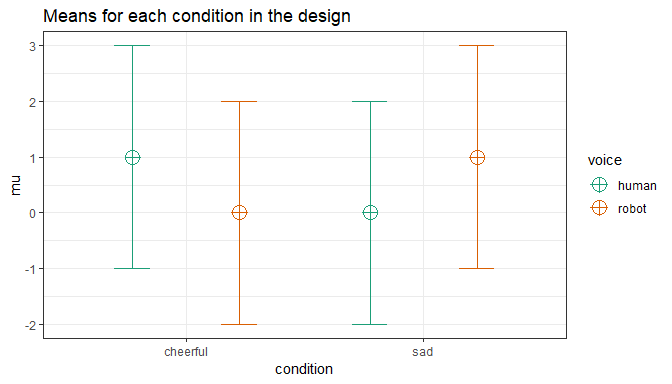 Means for each condition in the design
mu
3
2
1
0
-1
-2
cheerful
sad
condition
voice
human
robot